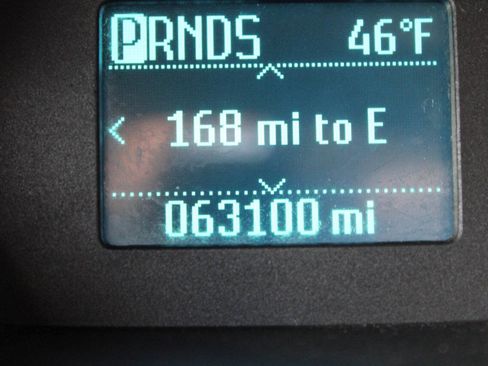 PRNDS 46°F
< 168 mi to E
063100 mi